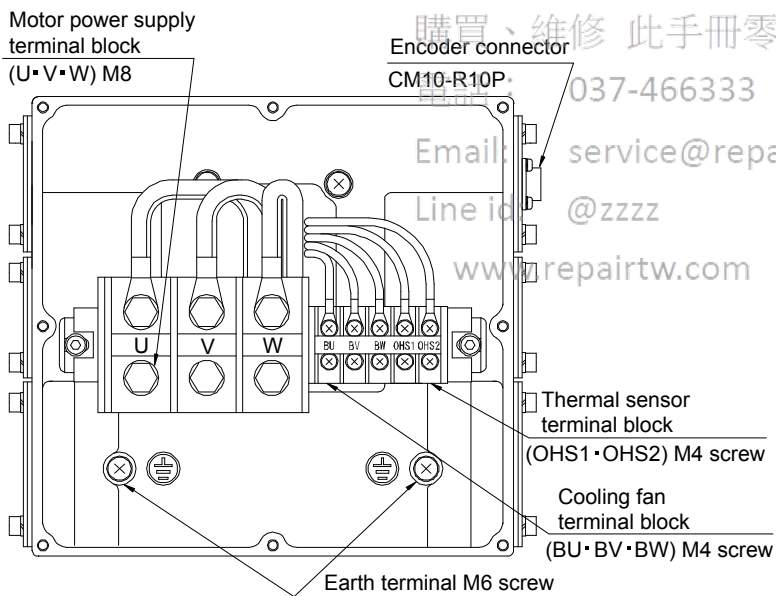 Motor power supply
terminal block
(U▪V▪W) M8
購買、維修 此手冊零
Encoder connector
CM10-R10P
電話： 037-466333
Email: service@repa
Line id: @zzzz
www.repairtw.com
U
V
W
BU
BV
BW
OHS1
OHS2
Thermal sensor
terminal block
(OHS1▪OHS2) M4 screw
Cooling fan
terminal block
(BU▪BV▪BW) M4 screw
Earth terminal M6 screw